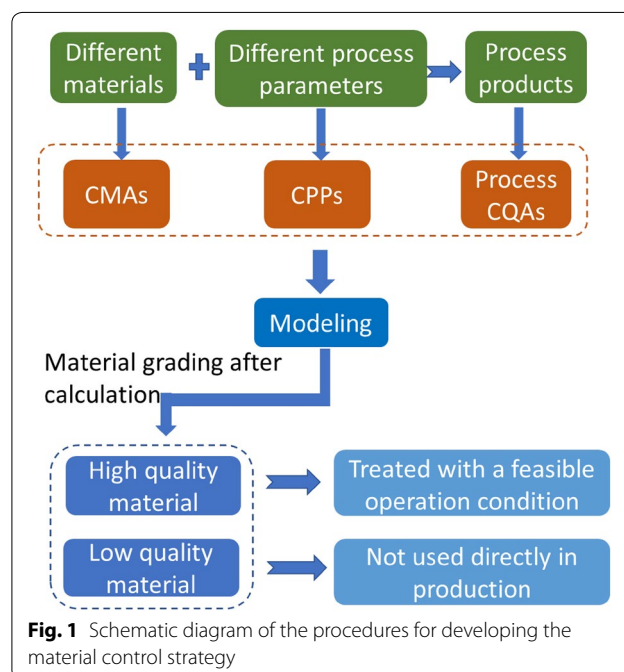 Different
materials
Different process
parameters
Process
products
CMAs
CPPs
Process
CQAs
Modeling
Material grading after
calculation
High quality
material
Treated with a feasible
operation condition
Low quality
material
Not used directly in
production
Fig. 1 Schematic diagram of the procedures for developing the
material control strategy